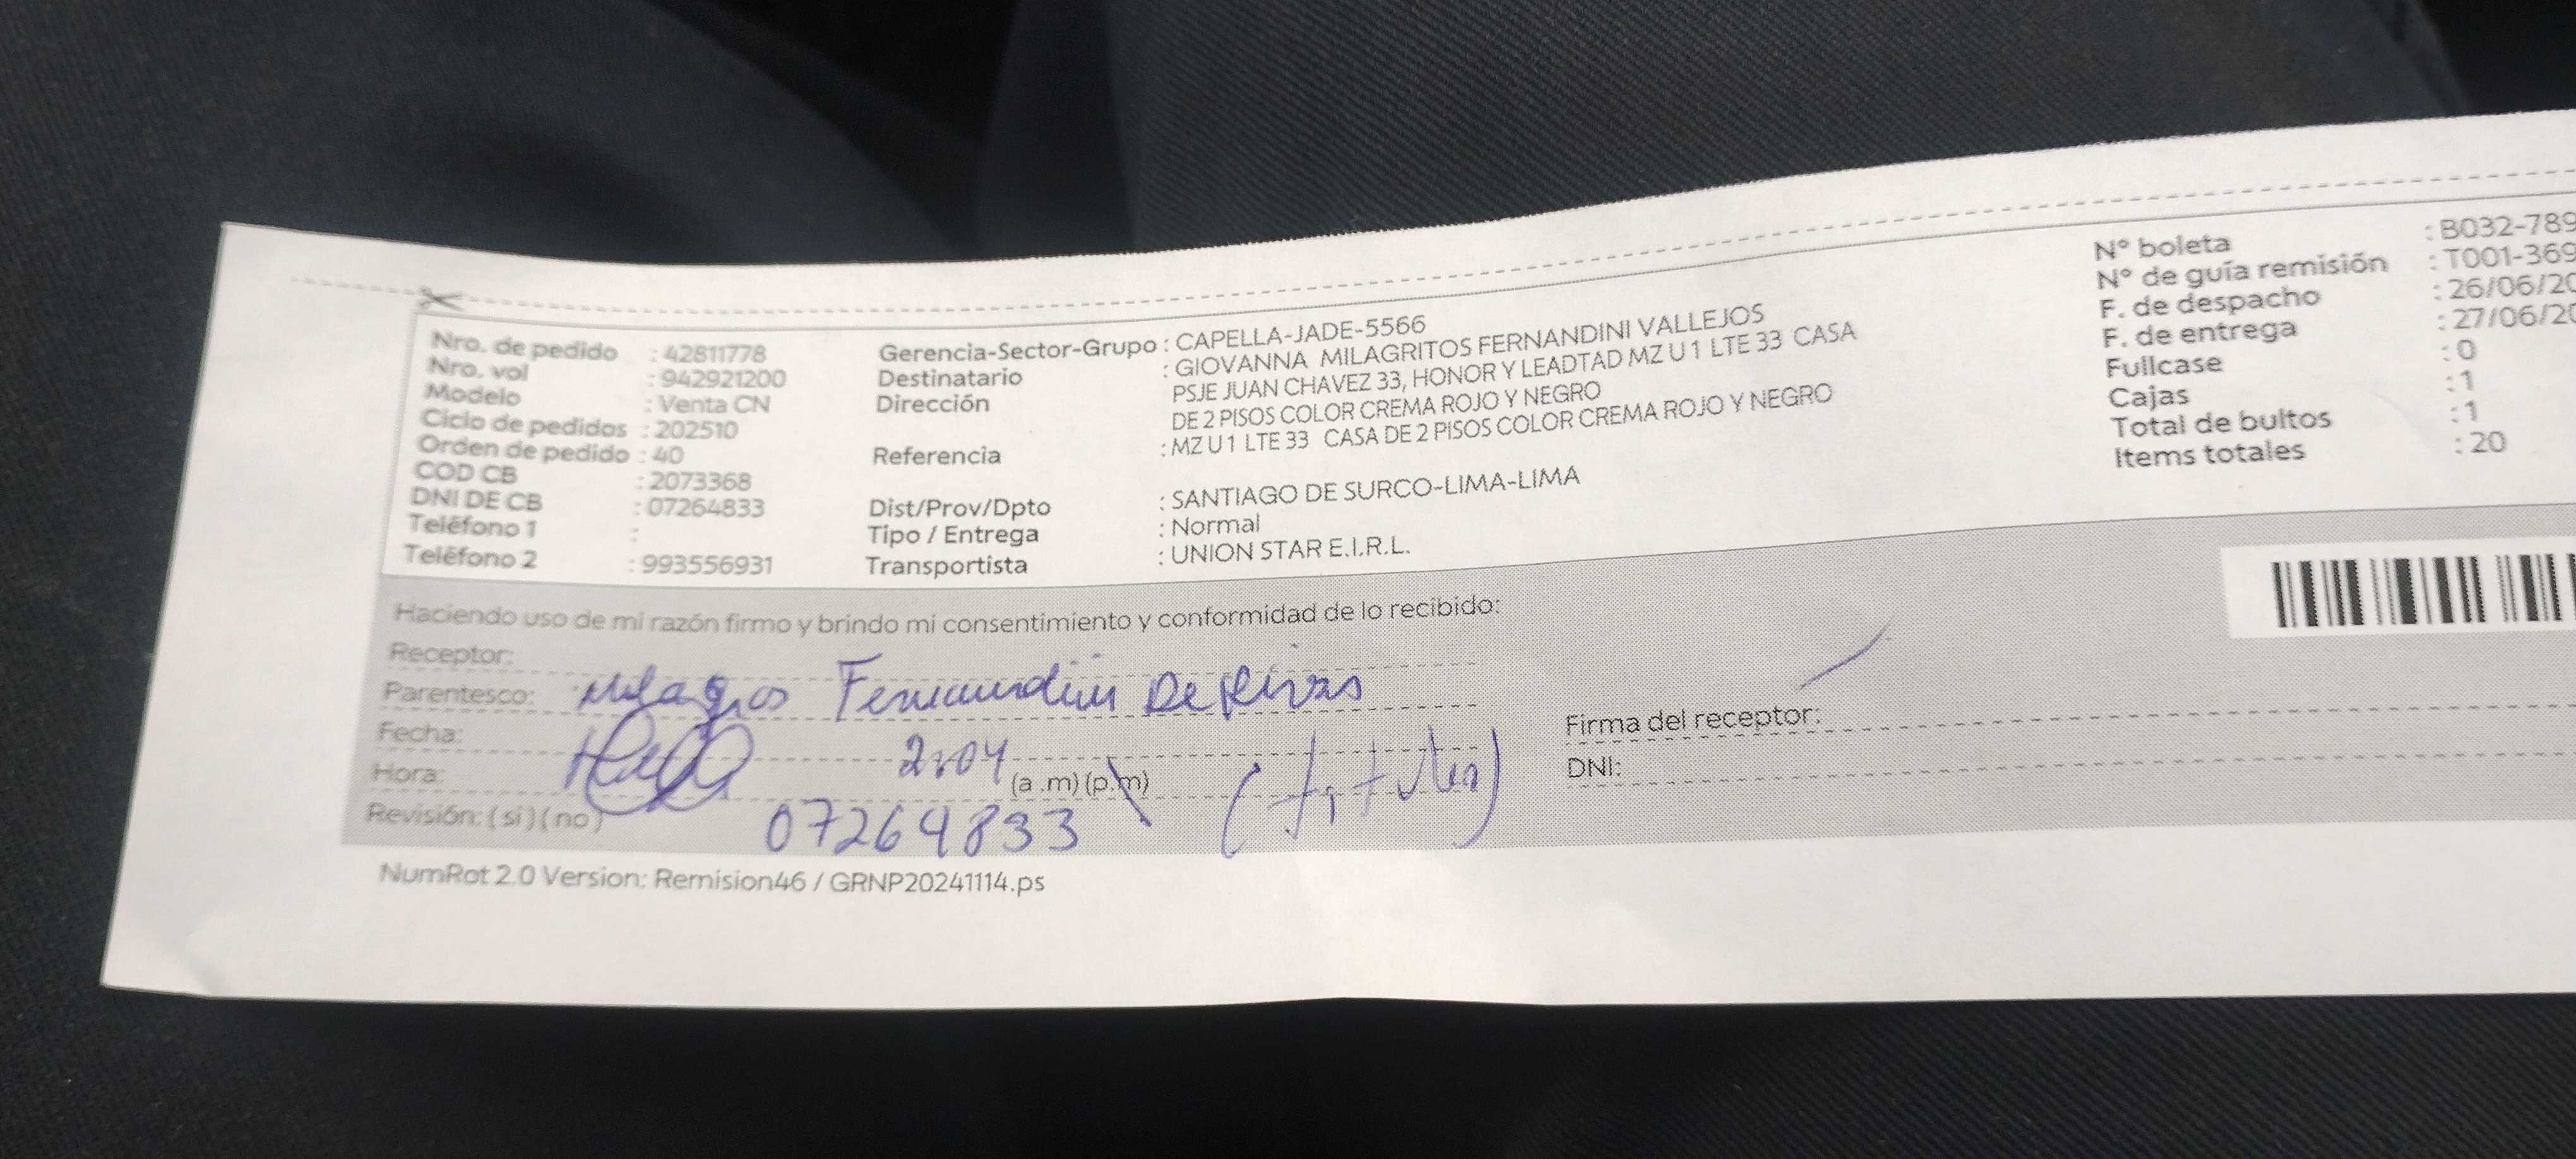 Nro. de pedido : 42811778
Nro. vol : 942921200
Modelo : Venta CN
Ciclo de pedidos : 202510
Orden de pedido : 40
COD CB : 2073368
DNI DE CB : 07264833
Teléfono 1 :
Teléfono 2 : 993556931
Gerencia-Sector-Grupo : CAPELLA-JADE-5566
Destinatario : GIOVANNA MILAGRITOS FERNANDINI VALLEJOS
Dirección PSJE JUAN CHAVEZ 33, HONOR Y LEADTAD MZ U 1 LTE 33 CASA
DE 2 PISOS COLOR CREMA ROJO Y NEGRO
Referencia : MZ U 1 LTE 33 CASA DE 2 PISOS COLOR CREMA ROJO Y NEGRO
Dist/Prov/Dpto : SANTIAGO DE SURCO-LIMA-LIMA
Tipo / Entrega : Normal
Transportista : UNION STAR E.I.R.L.
N° boleta : B032-789
N° de guía remisión : T001-369
F. de despacho : 26/06/20
F. de entrega : 27/06/20
Fullcase : 0
Cajas : 1
Total de bultos : 1
Items totales : 20
Haciendo uso de mi razón firmo y brindo mi consentimiento y conformidad de lo recibido:
Receptor:
Parentesco: Milagros Fernandini De Rivas
Fecha:
Hora: 2:04 (a .m) (p.m)
Revisión: ( si ) ( no ) 07264833 (titular)
Firma del receptor:
DNI:
NumRot 2.0 Version: Remision46 / GRNP20241114.ps